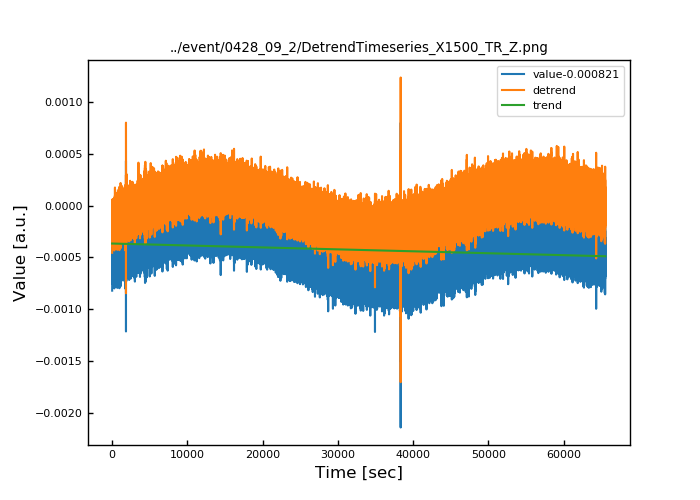 ../event/0428_09_2/DetrendTimeseries_X1500_TR_Z.png
value-0.000821
detrend
trend
0.0010
0.0005
0.0000
−0.0005
−0.0010
−0.0015
−0.0020
Value [a.u.]
0
10000
20000
30000
40000
50000
60000
Time [sec]